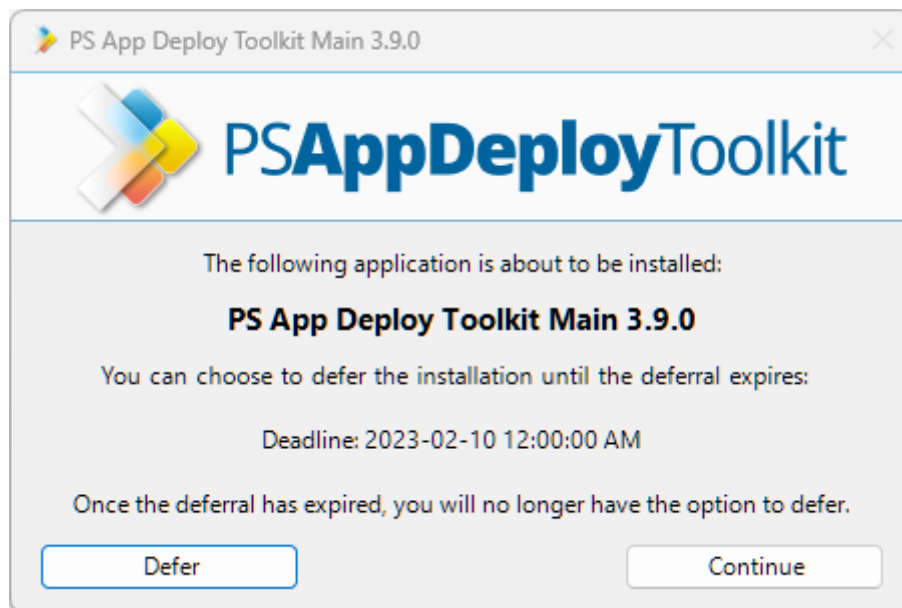 PS App Deploy Toolkit Main 3.9.0
PSAppDeployToolkit
The following application is about to be installed:
PS App Deploy Toolkit Main 3.9.0
You can choose to defer the installation until the deferral expires:
Deadline: 2023-02-10 12:00:00 AM
Once the deferral has expired, you will no longer have the option to defer.
Defer
Continue